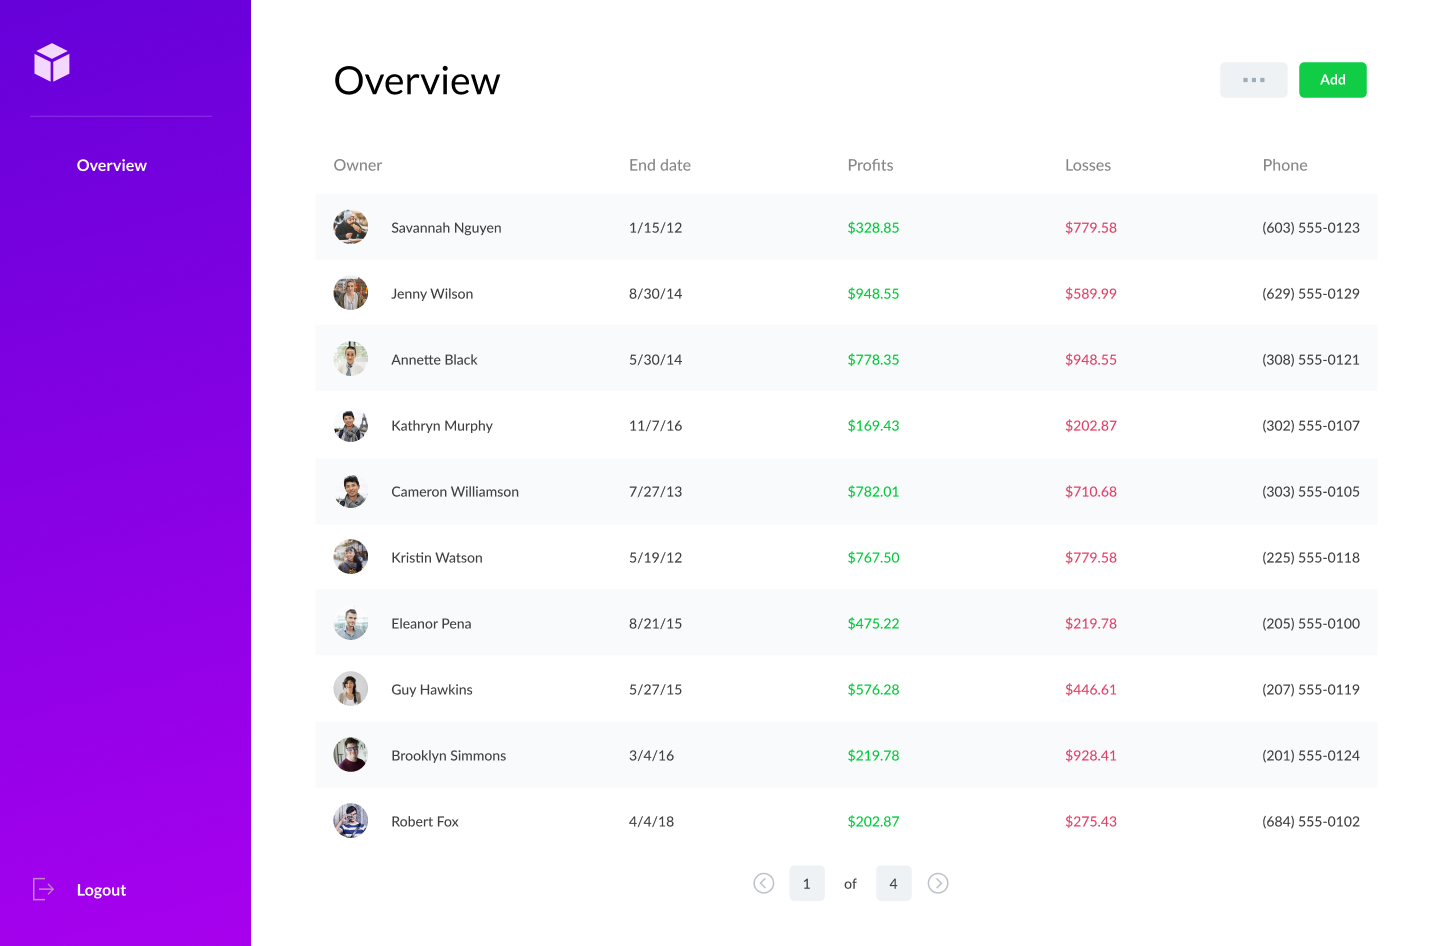 Overview
Add
Overview
Owner End date Profits Losses Phone
Savannah Nguyen 1/15/12 $328.85 $779.58 (603) 555-0123
Jenny Wilson 8/30/14 $948.55 $589.99 (629) 555-0129
Annette Black 5/30/14 $778.35 $948.55 (308) 555-0121
Kathryn Murphy 11/7/16 $169.43 $202.87 (302) 555-0107
Cameron Williamson 7/27/13 $782.01 $710.68 (303) 555-0105
Kristin Watson 5/19/12 $767.50 $779.58 (225) 555-0118
Eleanor Pena 8/21/15 $475.22 $219.78 (205) 555-0100
Guy Hawkins 5/27/15 $576.28 $446.61 (207) 555-0119
Brooklyn Simmons 3/4/16 $219.78 $928.41 (201) 555-0124
Robert Fox 4/4/18 $202.87 $275.43 (684) 555-0102
1 of 4
Logout